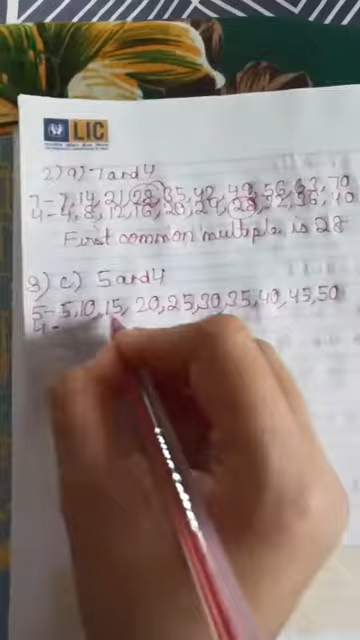 LIC
2) a) 7 and 4
7 - 7, 14, 21, 28, 35, 42, 49, 56, 63, 70
4 - 4, 8, 12, 16, 20, 24, 28, 32, 36, 40
First common multiple is 28
3) c) 5 and 4
5 - 5, 10, 15, 20, 25, 30, 35, 40, 45, 50
4 -